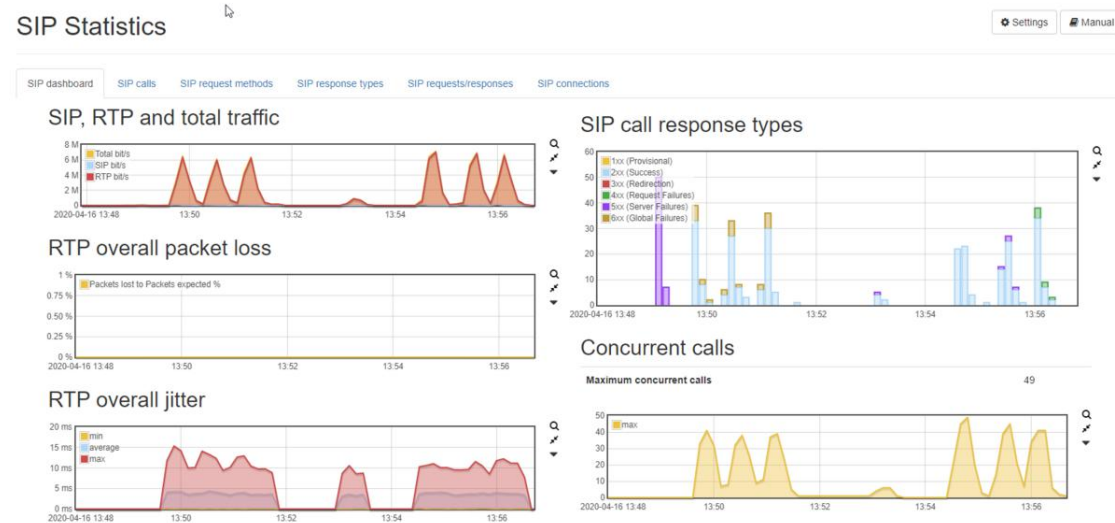 SIP Statistics
Settings
Manual
SIP dashboard SIP calls SIP request methods SIP response types SIP requests/responses SIP connections
SIP, RTP and total traffic
8 M
6 M
4 M
2 M
0
Total bit/s
SIP bit/s
RTP bit/s
2020-04-16 13:48 13:50 13:52 13:54 13:56
RTP overall packet loss
1 %
0.75 %
0.50 %
0.25 %
0 %
Packets lost to Packets expected %
2020-04-16 13:48 13:50 13:52 13:54 13:56
RTP overall jitter
20 ms
15 ms
10 ms
5 ms
0 ms
min
average
max
2020-04-16 13:48 13:50 13:52 13:54 13:56
SIP call response types
60
50
40
30
20
10
0
1xx (Provisional)
2xx (Success)
3xx (Redirection)
4xx (Request Failures)
5xx (Server Failures)
6xx (Global Failures)
2020-04-16 13:48 13:50 13:52 13:54 13:56
Concurrent calls
Maximum concurrent calls 49
50
40
30
20
10
0
max
2020-04-16 13:48 13:50 13:52 13:54 13:56